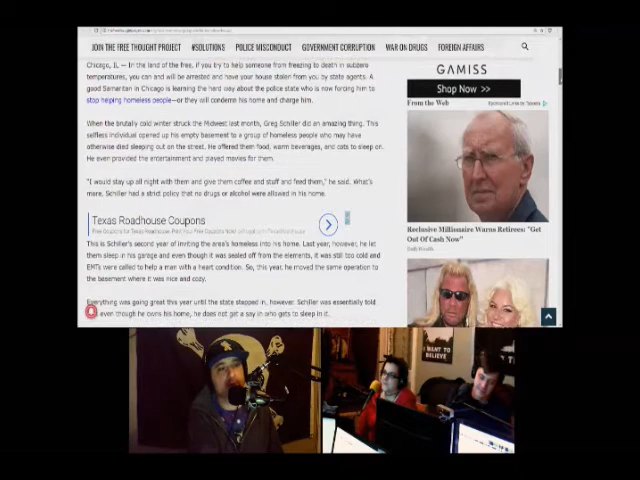 JOIN THE FREE THOUGHT PROJECT #SOLUTIONS POLICE MISCONDUCT GOVERNMENT CORRUPTION WAR ON DRUGS FOREIGN AFFAIRS
Chicago, IL — In the land of the free, if you try to help someone from freezing to death in subzero
temperatures, you can and will be arrested and have your house stolen from you by state agents. A
good Samaritan in Chicago is learning the hard way about the police state who is now forcing him to
stop helping homeless people—or they will condemn his home and charge him.
When the brutally cold winter struck the Midwest last month, Greg Schiller did an amazing thing. This
selfless individual opened up his empty basement to a group of homeless people who may have
otherwise died sleeping out on the street. He offered them food, warm beverages, and cots to sleep on.
He even provided the entertainment and played movies for them.
"I would stay up all night with them and give them coffee and stuff and feed them," he said. What's
more, Schiller had a strict policy that no drugs or alcohol were allowed in his home.
Texas Roadhouse Coupons
This is Schiller's second year of inviting the area's homeless into his home. Last year, however, he let
them sleep in his garage and even though it was sealed off from the elements, it was still too cold and
EMTs were called to help a man with a heart condition. So, this year, he moved the same operation to
the basement where it was nice and cozy.
Everything was going great this year until the state stepped in, however. Schiller was essentially told
even though he owns his home, he does not get a say in who gets to sleep in it.
GAMISS
Shop Now >>
From the Web
Reclusive Millionaire Warns Retirees: "Get
Out Of Cash Now"
I WANT TO
BELIEVE